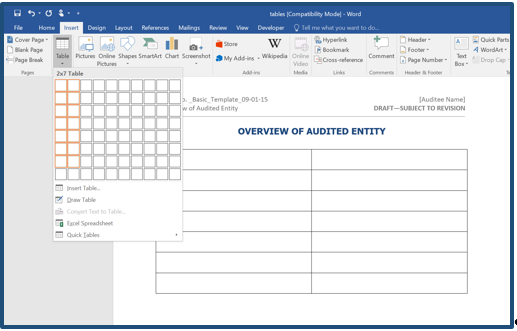 tables [Compatibility Mode] - Word
File Home Insert Design Layout References Mailings Review View Developer Tell me what you want to do...
Cover Page
Blank Page
Page Break
Pages
Table
Pictures
Online Pictures
Shapes
SmartArt
Chart
Screenshot
Store
My Add-ins
Wikipedia
Add-ins
Online Video
Media
Hyperlink
Bookmark
Cross-reference
Links
Comment
Comments
Header
Footer
Page Number
Header & Footer
Text Box
Quick Parts
WordArt
Drop Cap
2x7 Table
Insert Table...
Draw Table
Convert Text to Table...
Excel Spreadsheet
Quick Tables
o. _Basic_Template_09-01-15 [Auditee Name]
w of Audited Entity DRAFT—SUBJECT TO REVISION
OVERVIEW OF AUDITED ENTITY